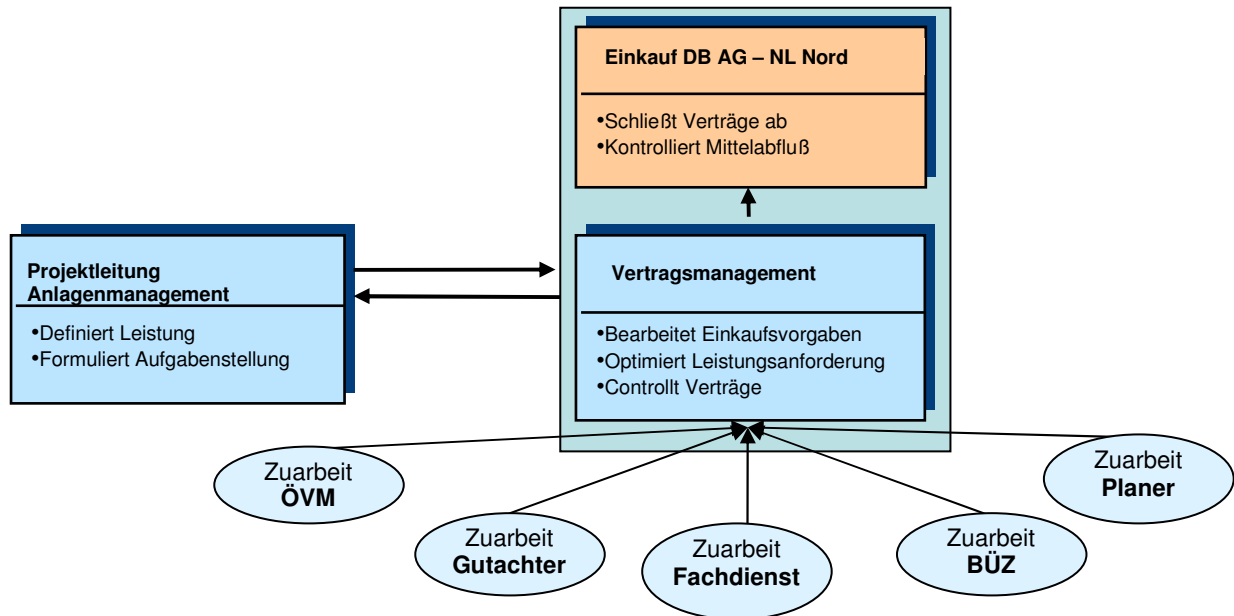 Einkauf DB AG – NL Nord
•Schließt Verträge ab
•Kontrolliert Mittelabfluß
Projektleitung
Anlagenmanagement
•Definiert Leistung
•Formuliert Aufgabenstellung
Vertragsmanagement
•Bearbeitet Einkaufsvorgaben
•Optimiert Leistungsanforderung
•Controllt Verträge
Zuarbeit
ÖVM
Zuarbeit
Gutachter
Zuarbeit
Fachdienst
Zuarbeit
BÜZ
Zuarbeit
Planer